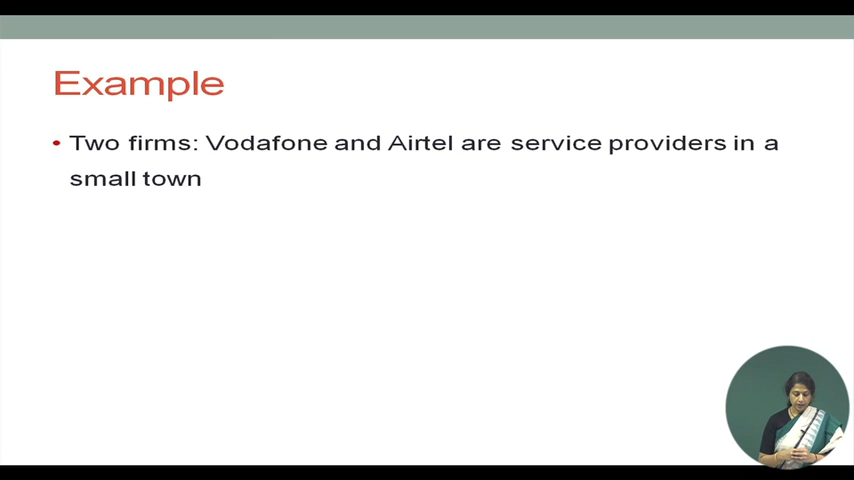 Example
• Two firms: Vodafone and Airtel are service providers in a
small town